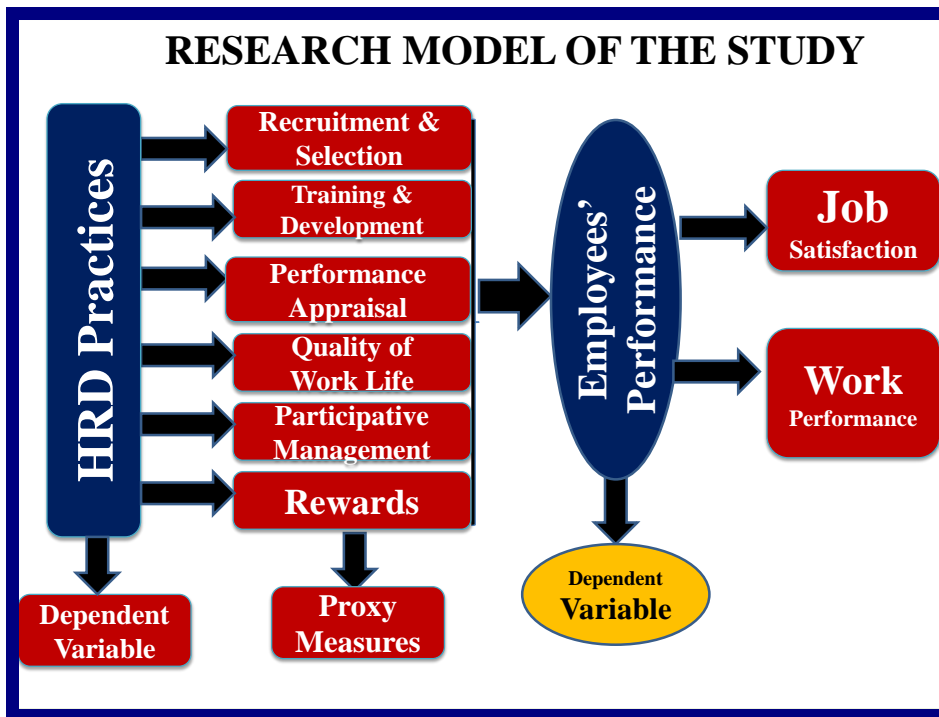 RESEARCH MODEL OF THE STUDY
HRD Practices
Recruitment &
Selection
Training &
Development
Performance
Appraisal
Quality of
Work Life
Participative
Management
Rewards
Employees’
Performance
Job
Satisfaction
Work
Performance
Dependent
Variable
Proxy
Measures
Dependent
Variable